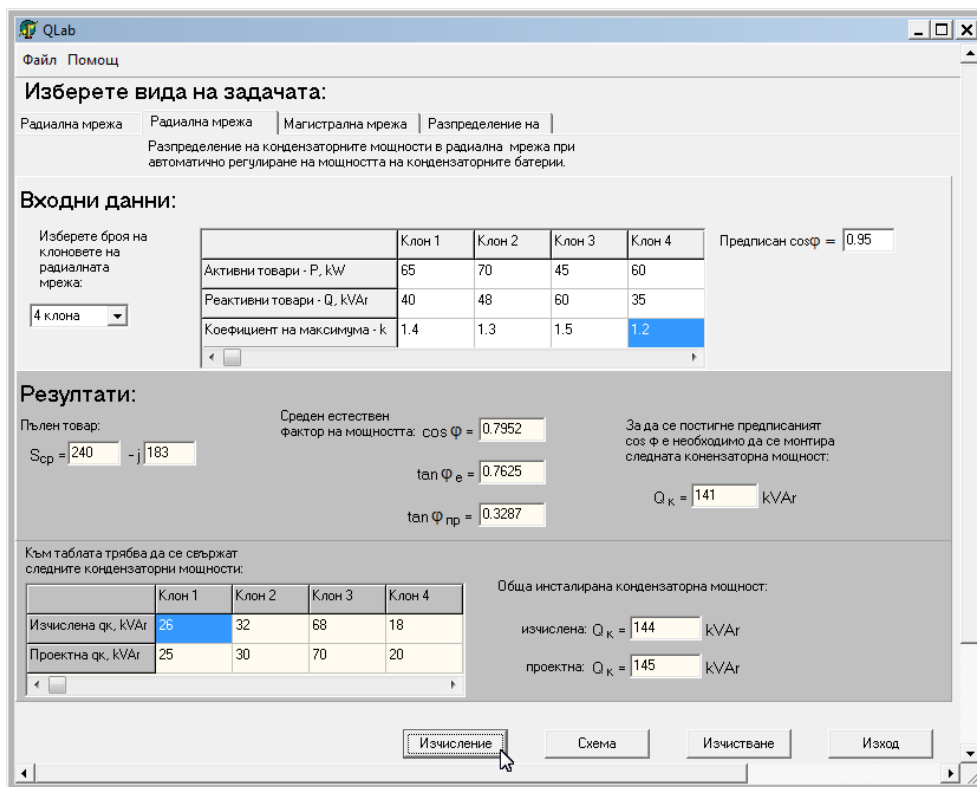 QLab
Файл Помощ
Изберете вида на задачата:
Радиална мрежа Радиална мрежа Магистрална мрежа Разпределение на
Разпределение на кондензаторните мощности в радиална мрежа при
автоматично регулиране на мощността на кондензаторните батерии.
Входни данни:
Изберете броя на
клоновете на
радиалната
мрежа:
4 клона
Клон 1 Клон 2 Клон 3 Клон 4
Активни товари - P, kW 65 70 45 60
Реактивни товари - Q, kVAr 40 48 60 35
Коефициент на максимума - k 1.4 1.3 1.5 1.2
Предписан cosφ = 0.95
Резултати:
Пълен товар:
Sср = 240 - j 183
Среден естествен
фактор на мощността: cos φ = 0.7952
tan φ e = 0.7625
tan φ пр = 0.3287
За да се постигне предписаният
cos ф е необходимо да се монтира
следната конензаторна мощност:
Q к = 141 kVAr
Към таблата трябва да се свържат
следните кондензаторни мощности:
Клон 1 Клон 2 Клон 3 Клон 4
Изчислена qк, kVAr 26 32 68 18
Проектна qк, kVAr 25 30 70 20
Обща инсталирана кондензаторна мощност:
изчислена: Q к = 144 kVAr
проектна: Q к = 145 kVAr
Изчисление Схема Изчистване Изход